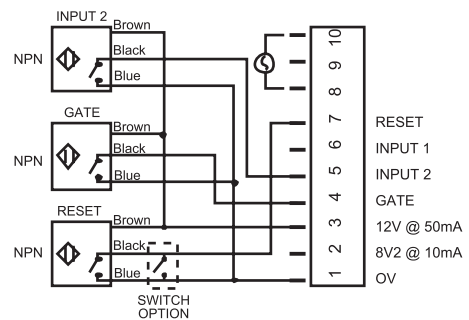 INPUT 2
Brown
Black
Blue
NPN
GATE
Brown
Black
Blue
NPN
RESET
Brown
Black
Blue
NPN
SWITCH
OPTION
10
9
8
7 RESET
6 INPUT 1
5 INPUT 2
4 GATE
3 12V @ 50mA
2 8V2 @ 10mA
1 OV